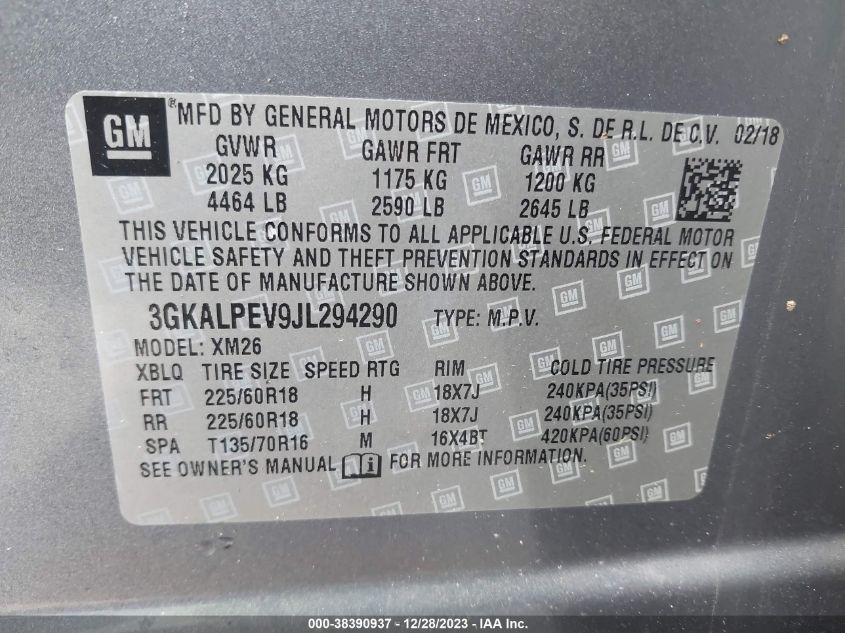 GM ® MFD BY GENERAL MOTORS DE MEXICO, S. DE R.L. DE C.V. 02/18
GVWR GAWR FRT GAWR RR
2025 KG 1175 KG 1200 KG
4464 LB 2590 LB 2645 LB
THIS VEHICLE CONFORMS TO ALL APPLICABLE U.S. FEDERAL MOTOR
VEHICLE SAFETY AND THEFT PREVENTION STANDARDS IN EFFECT ON
THE DATE OF MANUFACTURE SHOWN ABOVE.
3GKALPEV9JL294290 TYPE: M.P.V.
MODEL: XM26
XBLQ TIRE SIZE SPEED RTG RIM COLD TIRE PRESSURE
FRT 225/60R18 H 18X7J 240KPA(35PSI)
RR 225/60R18 H 18X7J 240KPA(35PSI)
SPA T135/70R16 M 16X4BT 420KPA(60PSI)
SEE OWNER'S MANUAL i FOR MORE INFORMATION.
000-38390937 - 12/28/2023 - IAA Inc.